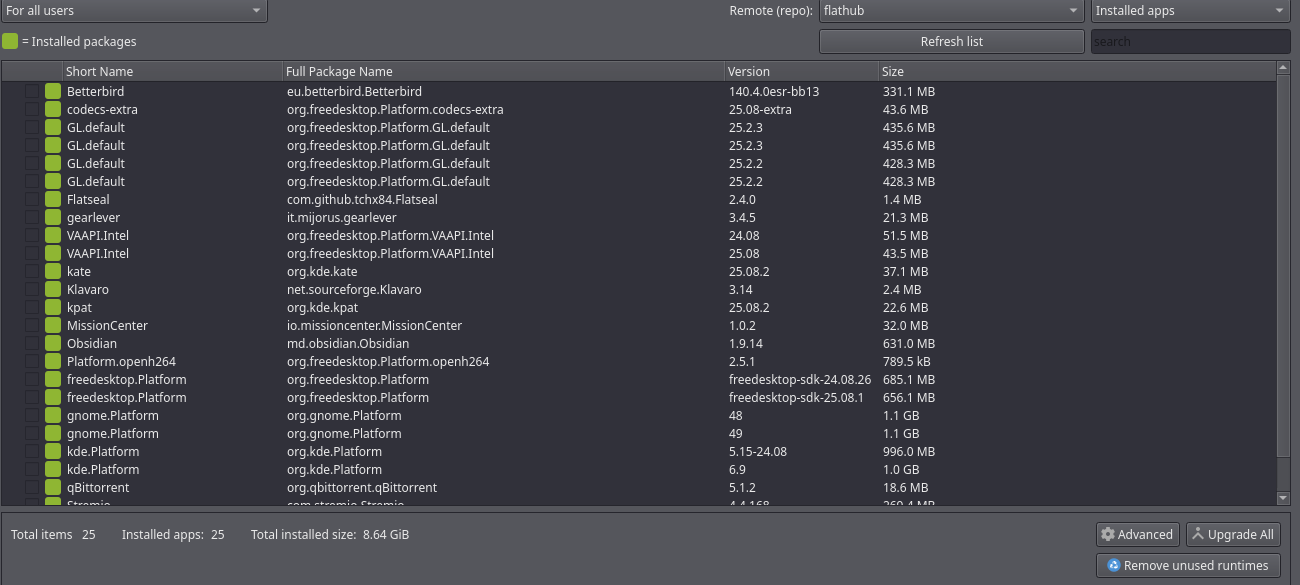 For all users Remote (repo): flathub Installed apps
= Installed packages Refresh list search
Short Name Full Package Name Version Size
Betterbird eu.betterbird.Betterbird 140.4.0esr-bb13 331.1 MB
codecs-extra org.freedesktop.Platform.codecs-extra 25.08-extra 43.6 MB
GL.default org.freedesktop.Platform.GL.default 25.2.3 435.6 MB
GL.default org.freedesktop.Platform.GL.default 25.2.3 435.6 MB
GL.default org.freedesktop.Platform.GL.default 25.2.2 428.3 MB
GL.default org.freedesktop.Platform.GL.default 25.2.2 428.3 MB
Flatseal com.github.tchx84.Flatseal 2.4.0 1.4 MB
gearlever it.mijorus.gearlever 3.4.5 21.3 MB
VAAPI.Intel org.freedesktop.Platform.VAAPI.Intel 24.08 51.5 MB
VAAPI.Intel org.freedesktop.Platform.VAAPI.Intel 25.08 43.5 MB
kate org.kde.kate 25.08.2 37.1 MB
Klavaro net.sourceforge.Klavaro 3.14 2.4 MB
kpat org.kde.kpat 25.08.2 22.6 MB
MissionCenter io.missioncenter.MissionCenter 1.0.2 32.0 MB
Obsidian md.obsidian.Obsidian 1.9.14 631.0 MB
Platform.openh264 org.freedesktop.Platform.openh264 2.5.1 789.5 kB
freedesktop.Platform org.freedesktop.Platform freedesktop-sdk-24.08.26 685.1 MB
freedesktop.Platform org.freedesktop.Platform freedesktop-sdk-25.08.1 656.1 MB
gnome.Platform org.gnome.Platform 48 1.1 GB
gnome.Platform org.gnome.Platform 49 1.1 GB
kde.Platform org.kde.Platform 5.15-24.08 996.0 MB
kde.Platform org.kde.Platform 6.9 1.0 GB
qBittorrent org.qbittorrent.qBittorrent 5.1.2 18.6 MB
Stremio com.stremio.Stremio 4.4.168
Total items 25 Installed apps: 25 Total installed size: 8.64 GiB Advanced Upgrade All
Remove unused runtimes